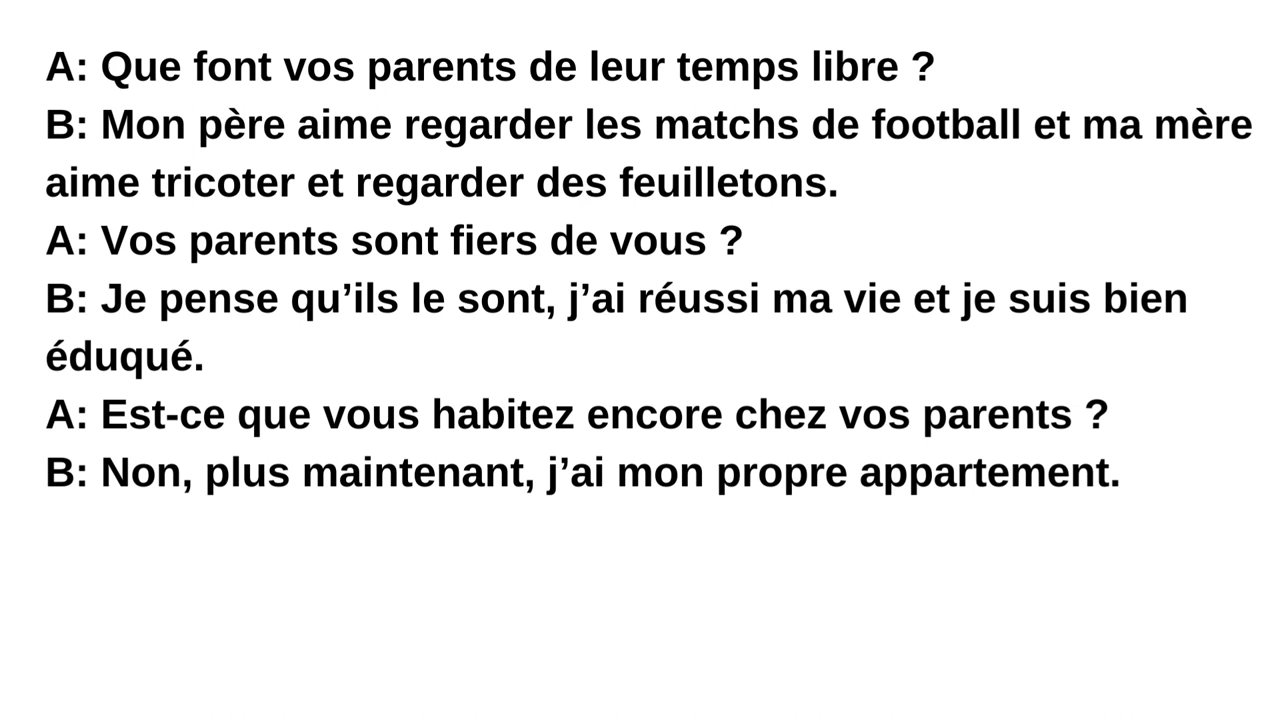 A: Que font vos parents de leur temps libre ?
B: Mon père aime regarder les matchs de football et ma mère
aime tricoter et regarder des feuilletons.
A: Vos parents sont fiers de vous ?
B: Je pense qu’ils le sont, j’ai réussi ma vie et je suis bien
éduqué.
A: Est-ce que vous habitez encore chez vos parents ?
B: Non, plus maintenant, j’ai mon propre appartement.